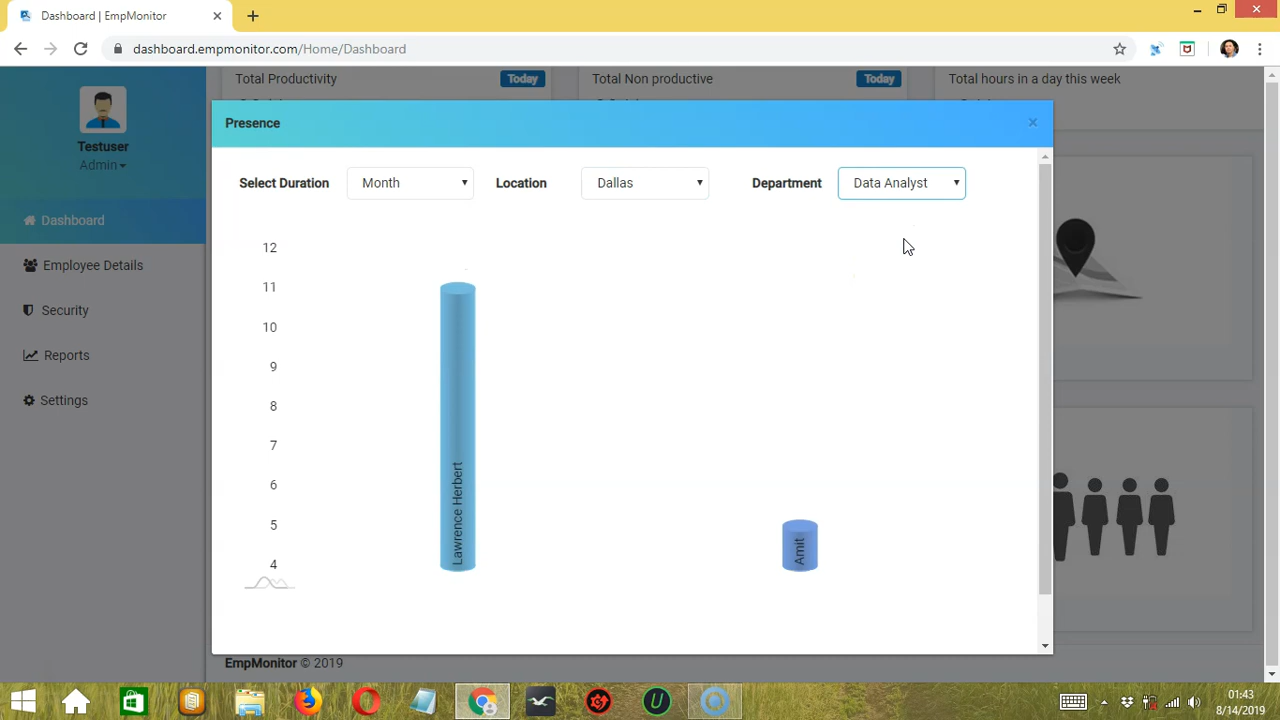 Dashboard | EmpMonitor
dashboard.empmonitor.com/Home/Dashboard
Testuser
Admin
Dashboard
Employee Details
Security
Reports
Settings
Total Productivity
Today
Total Non productive
Today
Total hours in a day this week
Presence
Select Duration
Month
Location
Dallas
Department
Data Analyst
12
11
10
9
8
7
6
5
4
Lawrence Herbert
Amit
EmpMonitor © 2019
01:43
8/14/2019